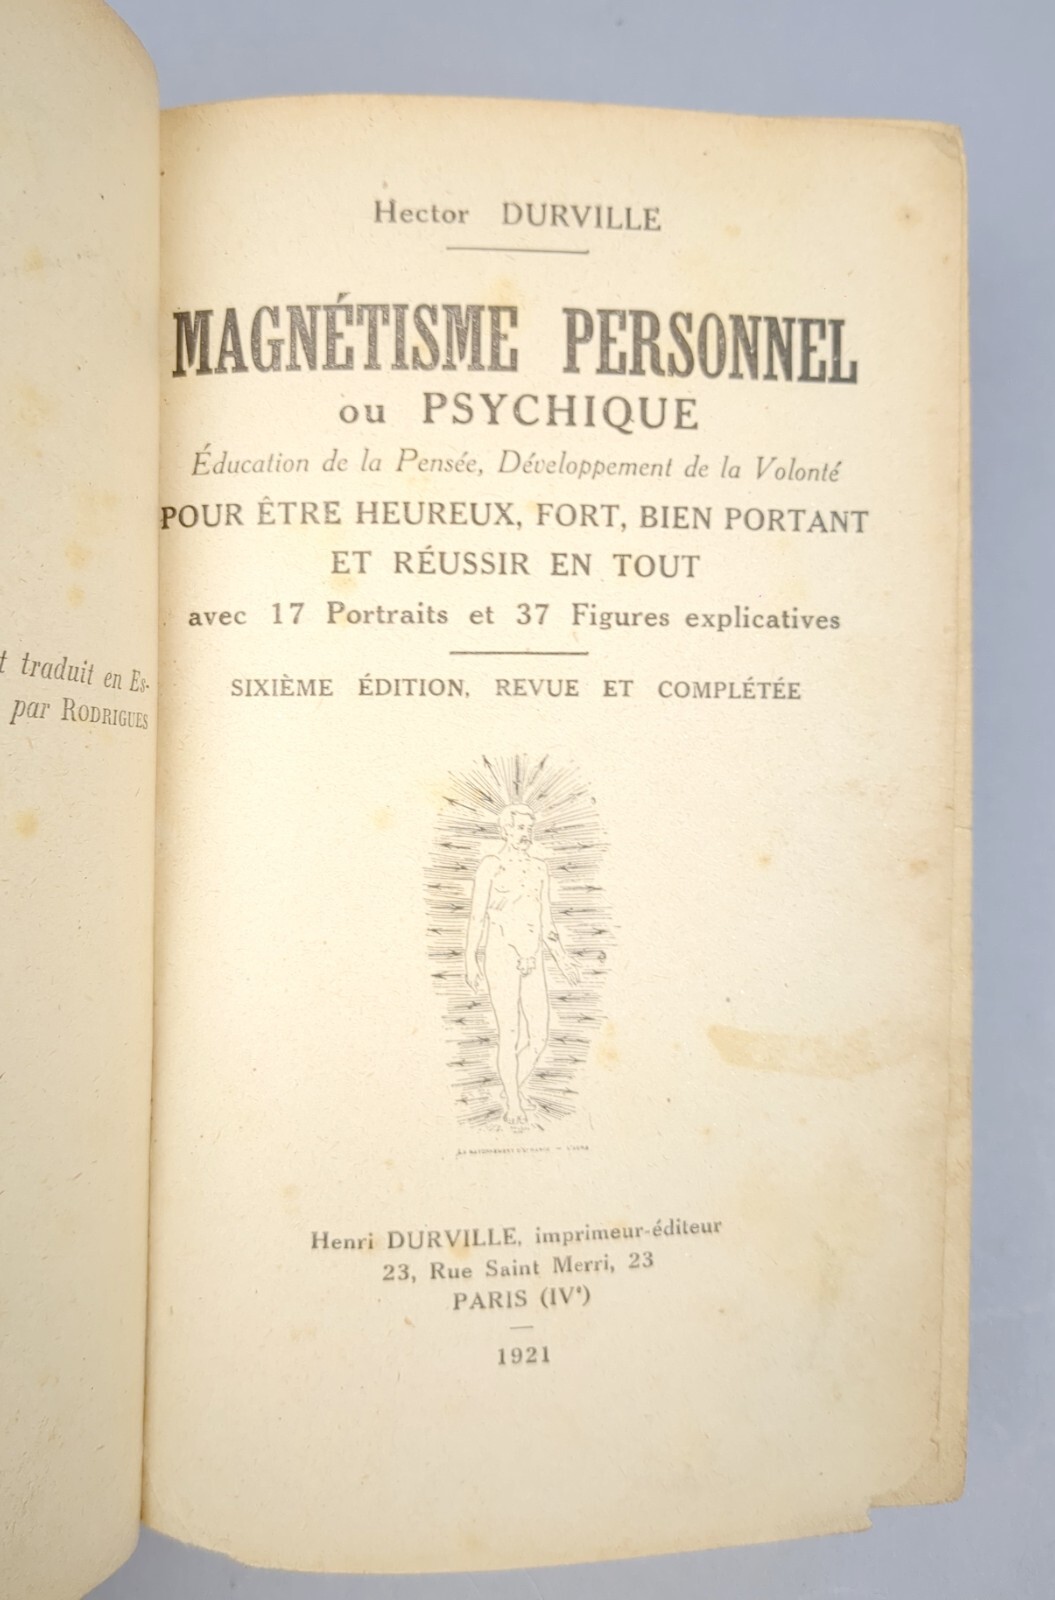 t traduit en Es-
par RODRIGUES
Hector DURVILLE
MAGNÉTISME PERSONNEL
ou PSYCHIQUE
Éducation de la Pensée, Développement de la Volonté
POUR ÊTRE HEUREUX, FORT, BIEN PORTANT
ET RÉUSSIR EN TOUT
avec 17 Portraits et 37 Figures explicatives
SIXIÈME ÉDITION, REVUE ET COMPLÉTÉE
Henri DURVILLE, imprimeur-éditeur
23, Rue Saint Merri, 23
PARIS (IVe)
1921